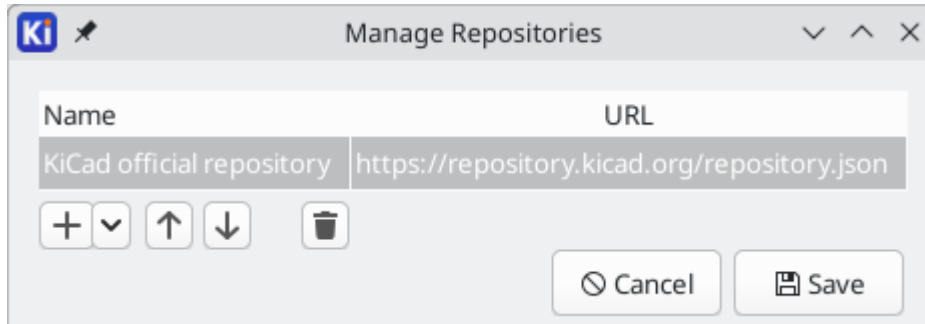 Ki
Manage Repositories
Name URL
KiCad official repository https://repository.kicad.org/repository.json
Cancel Save